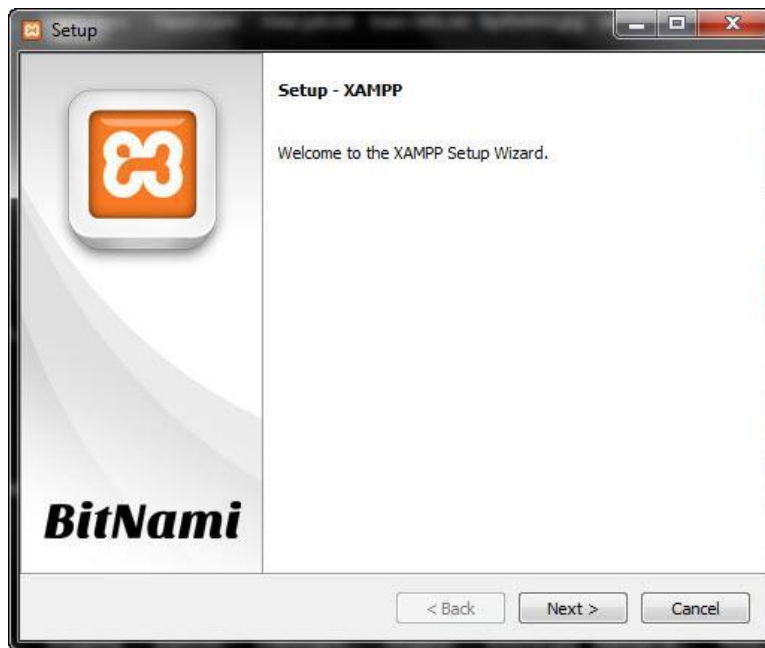 Setup
Setup - XAMPP
Welcome to the XAMPP Setup Wizard.
BitNami
< Back
Next >
Cancel